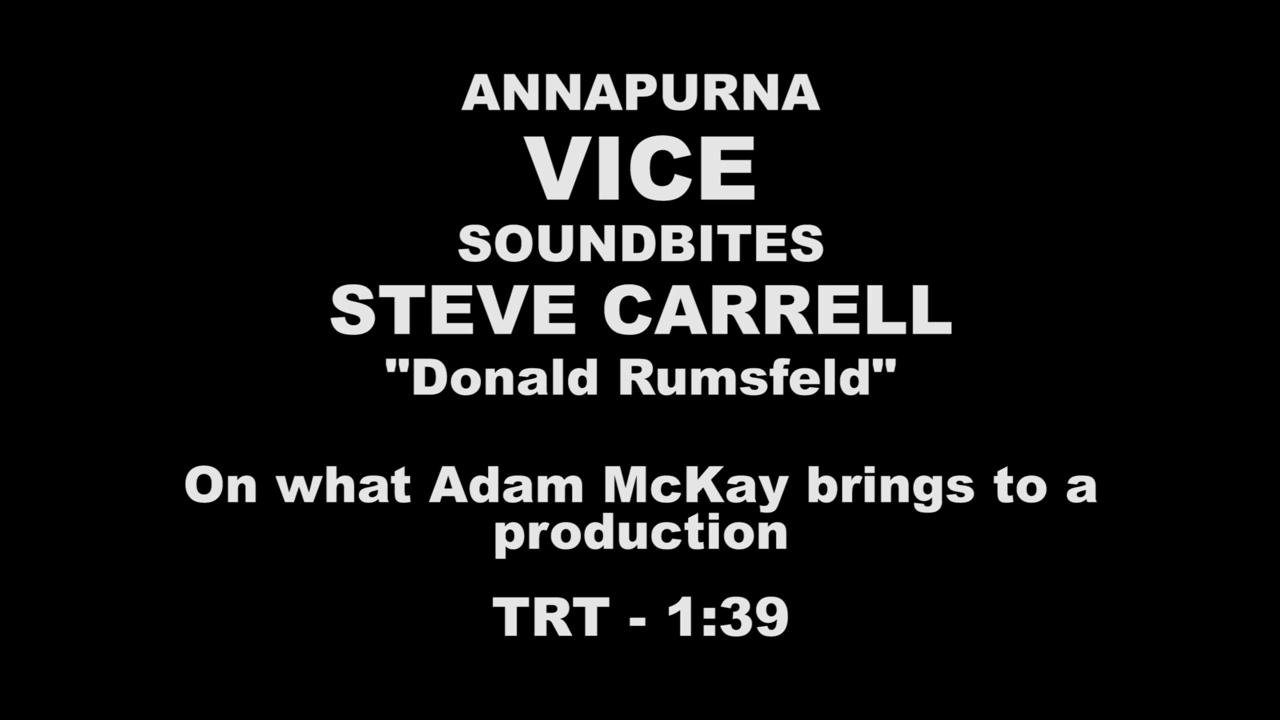 ANNAPURNA
VICE
SOUNDBITES
STEVE CARRELL
"Donald Rumsfeld"
On what Adam McKay brings to a
production
TRT - 1:39